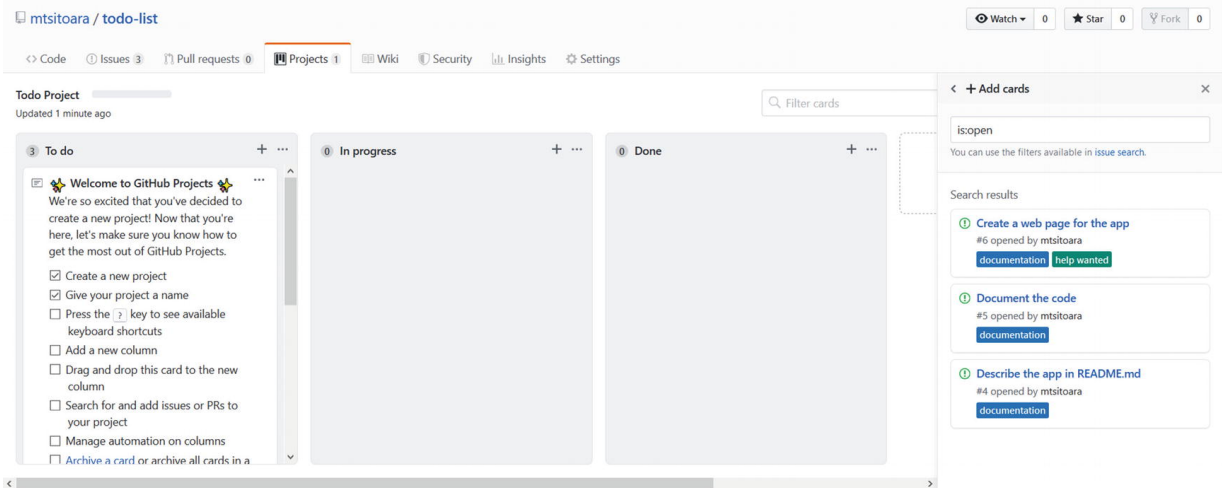 mtsitoara / todo-list
Watch 0 Star 0 Fork 0
Code Issues 3 Pull requests 0 Projects 1 Wiki Security Insights Settings
Todo Project
Updated 1 minute ago
Filter cards
3 To do
Welcome to GitHub Projects
We're so excited that you've decided to
create a new project! Now that you're
here, let's make sure you know how to
get the most out of GitHub Projects.
Create a new project
Give your project a name
Press the ? key to see available
keyboard shortcuts
Add a new column
Drag and drop this card to the new
column
Search for and add issues or PRs to
your project
Manage automation on columns
Archive a card or archive all cards in a
0 In progress
0 Done
+ Add cards
is:open
You can use the filters available in issue search.
Search results
Create a web page for the app
#6 opened by mtsitoara
documentation help wanted
Document the code
#5 opened by mtsitoara
documentation
Describe the app in README.md
#4 opened by mtsitoara
documentation